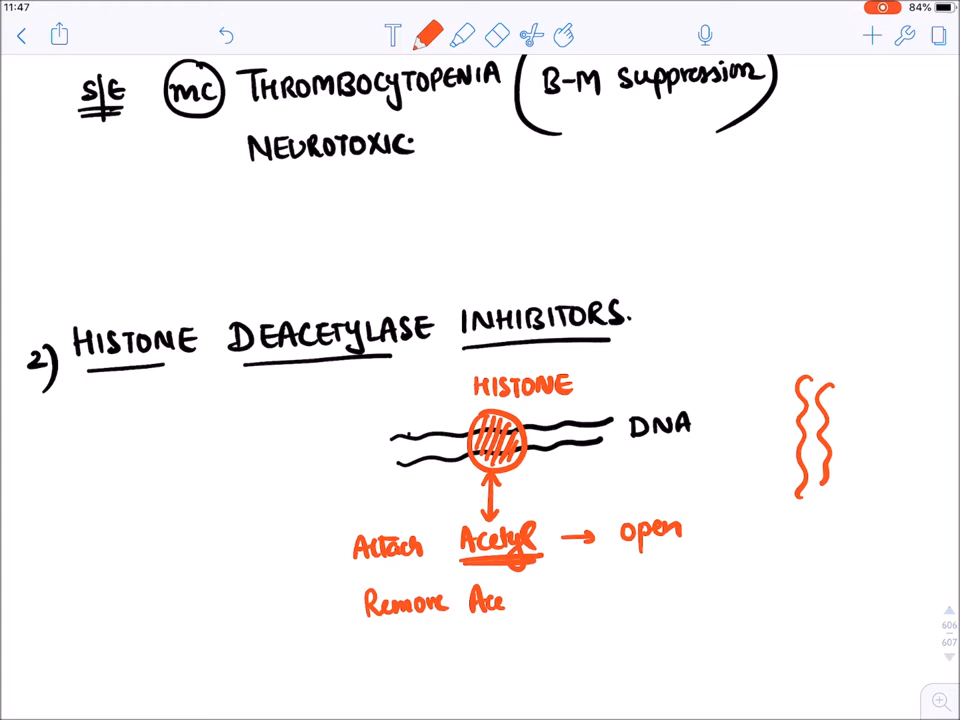 11:47
84%
T
S/E mc THROMBOCYTOPENIA (B-M suppression)
NEUROTOXIC.
2) HISTONE DEACETYLASE INHIBITORS.
HISTONE
DNA
Attach Acetyl → open
Remove Ace
606
607